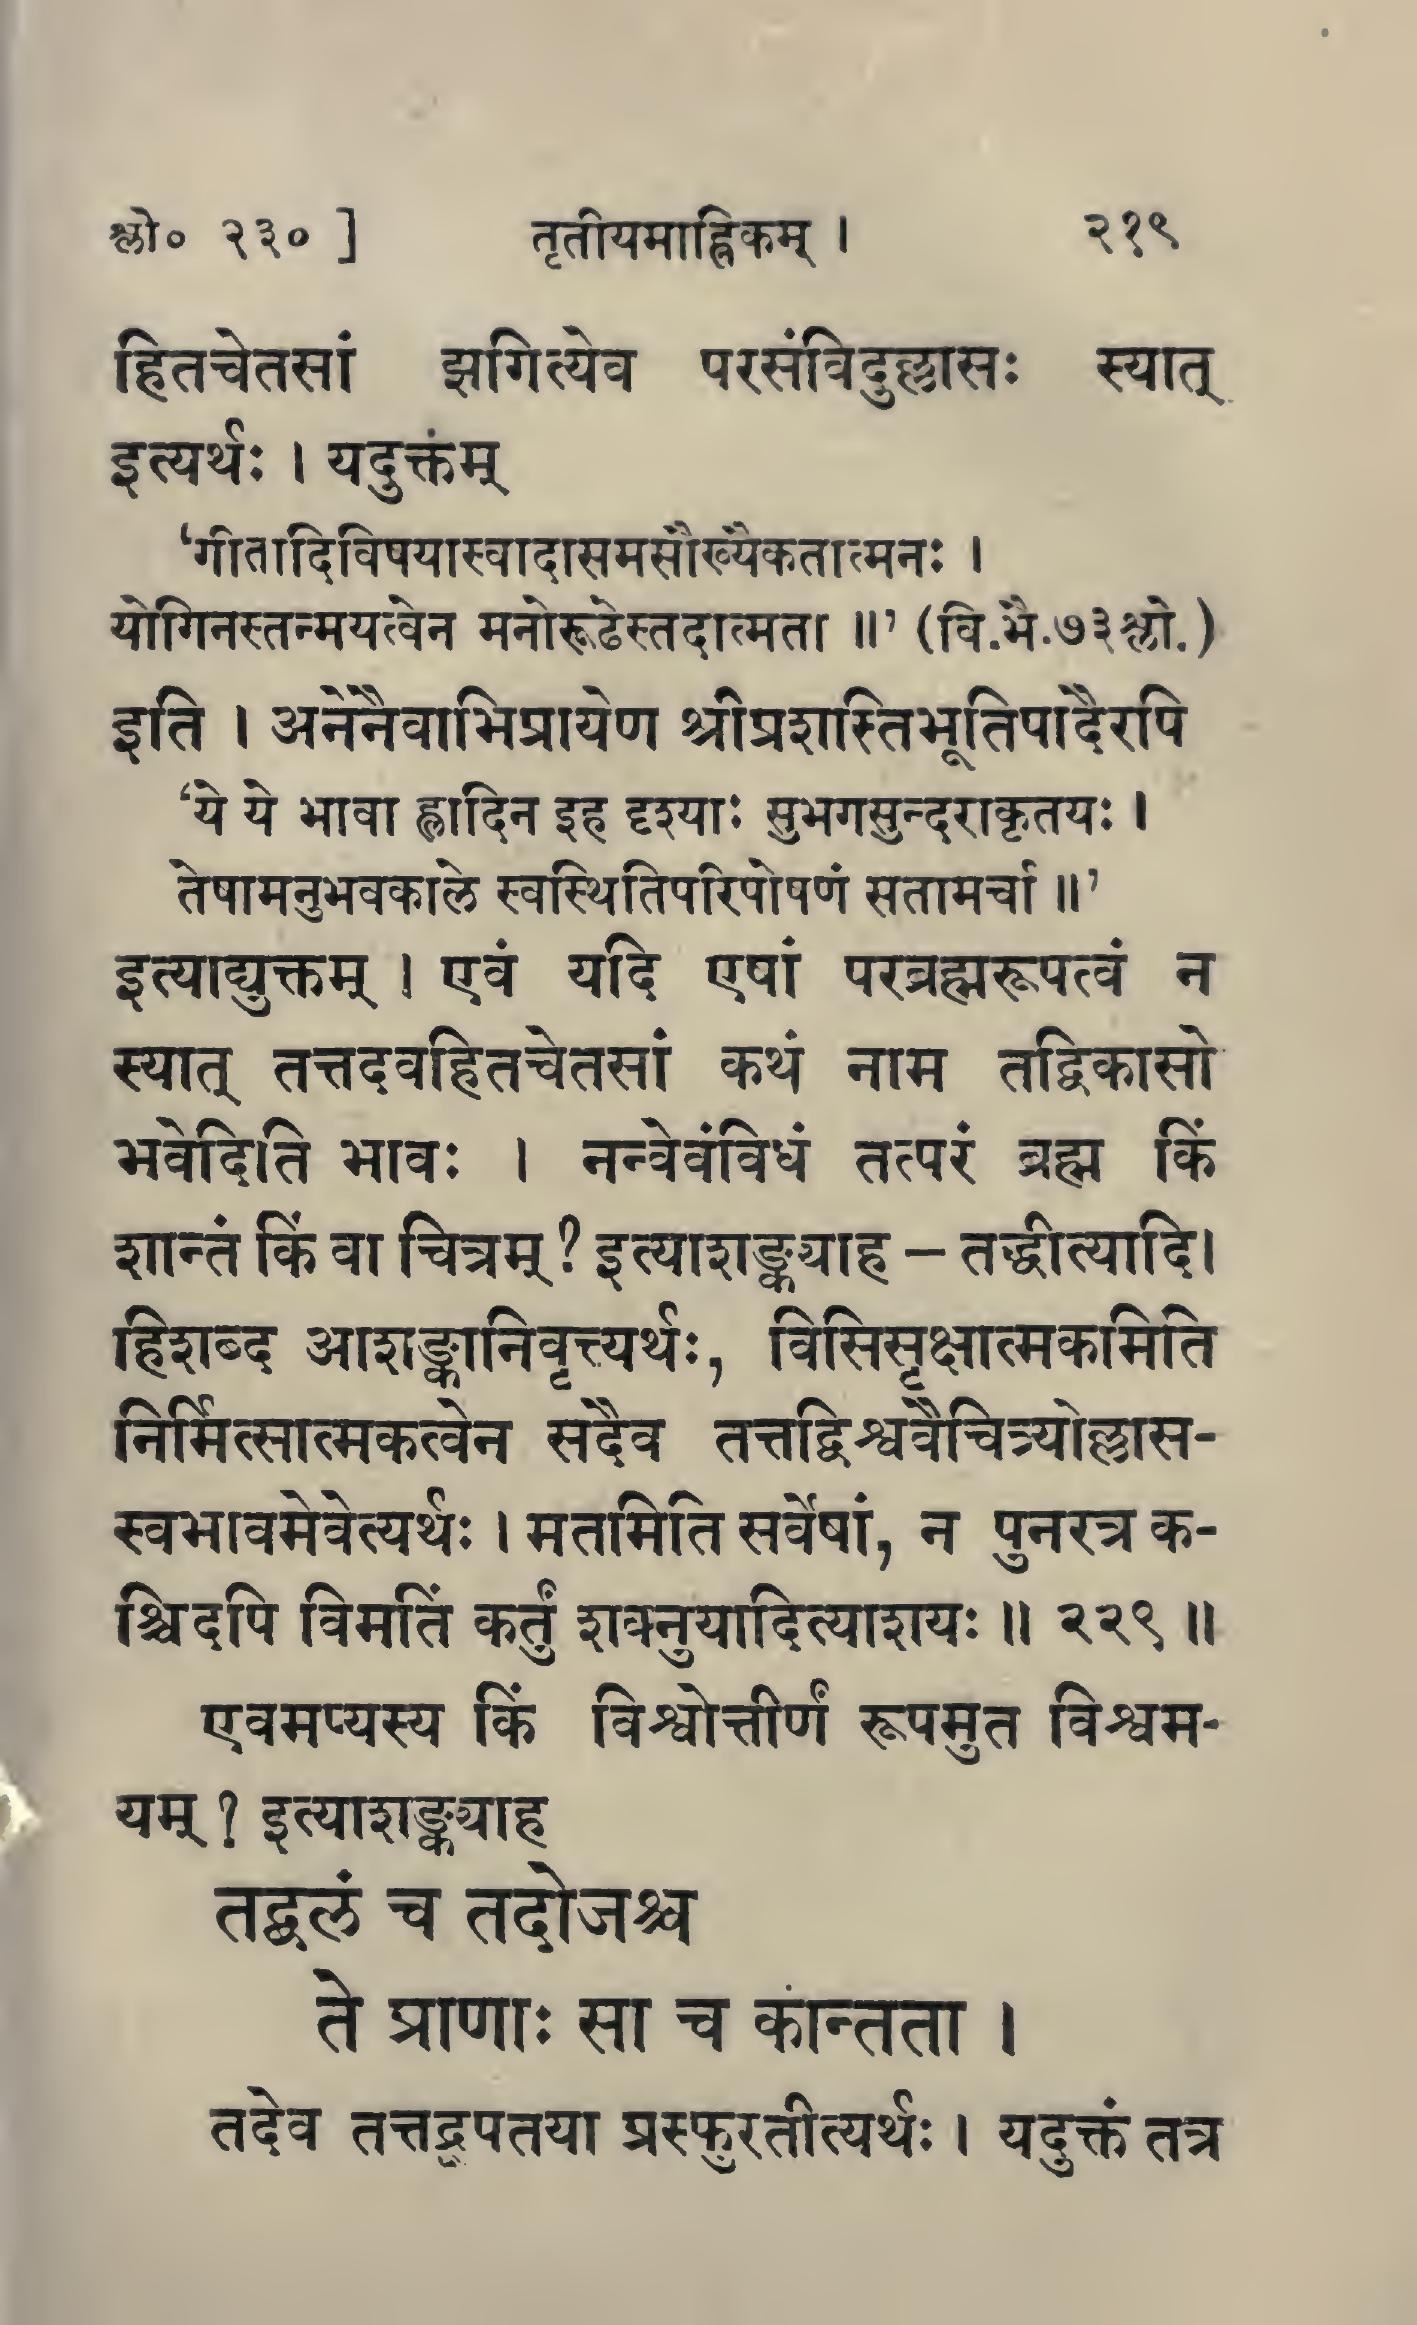 श्लो० २३० ] तृतीयमाह्निकम् । २१९
हितचेतसां झगित्येव परसंविदुल्लासः स्यात्
इत्यर्थः । यदुक्तंम्
‘गीतादिविषयास्वादासमसौख्यैकतात्मनः ।
योगिनस्तन्मयत्वेन मनोरूढेस्तदात्मता ॥’ (वि.भै.७३श्लो.)
इति । अनेनैवाभिप्रायेण श्रीप्रशास्तिभूतिपादैरपि
‘ये ये भावा ह्लादिन इह दृश्याः सुभगसुन्दराकृतयः ।
तेषामनुभवकाले स्वस्थितिपरिपोषणं सतामर्चा ॥’
इत्याद्युक्तम् । एवं यदि एषां परब्रह्मरूपत्वं न
स्यात् तत्तदवहितचेतसां कथं नाम तद्विकासो
भवेदिति भावः । नन्वेवंविधं तत्परं ब्रह्म किं
शान्तं किं वा चित्रम् ? इत्याशङ्क्याह – तद्धीत्यादि।
हिशब्द आशङ्कानिवृत्त्यर्थः, विसिसृक्षात्मकमिति
निर्मित्सात्मकत्वेन सदैव तत्तद्विश्ववैचित्र्योल्लास-
स्वभावमेवेत्यर्थः । मतमिति सर्वेषां, न पुनरत्र क-
श्चिदपि विमतिं कर्तुं शक्नुयादित्याशयः ॥ २२९ ॥
एवमप्यस्य किं विश्वोत्तीर्णं रूपमुत विश्वम-
यम् ? इत्याशङ्क्याह
तद्बलं च तदोजश्च
ते प्राणाः सा च कान्तता ।
तदेव तत्तद्रूपतया प्रस्फुरतीत्यर्थः । यदुक्तं तत्र